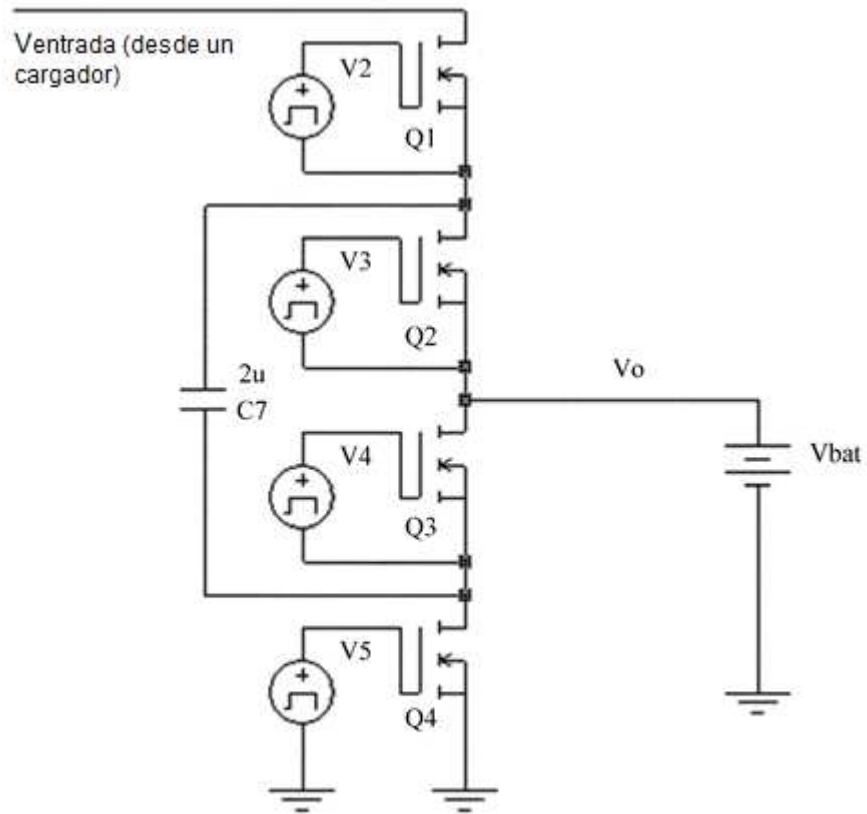 Ventrada (desde un
cargador)
V2
Q1
V3
Q2
2u
C7
Vo
Vbat
V4
Q3
V5
Q4